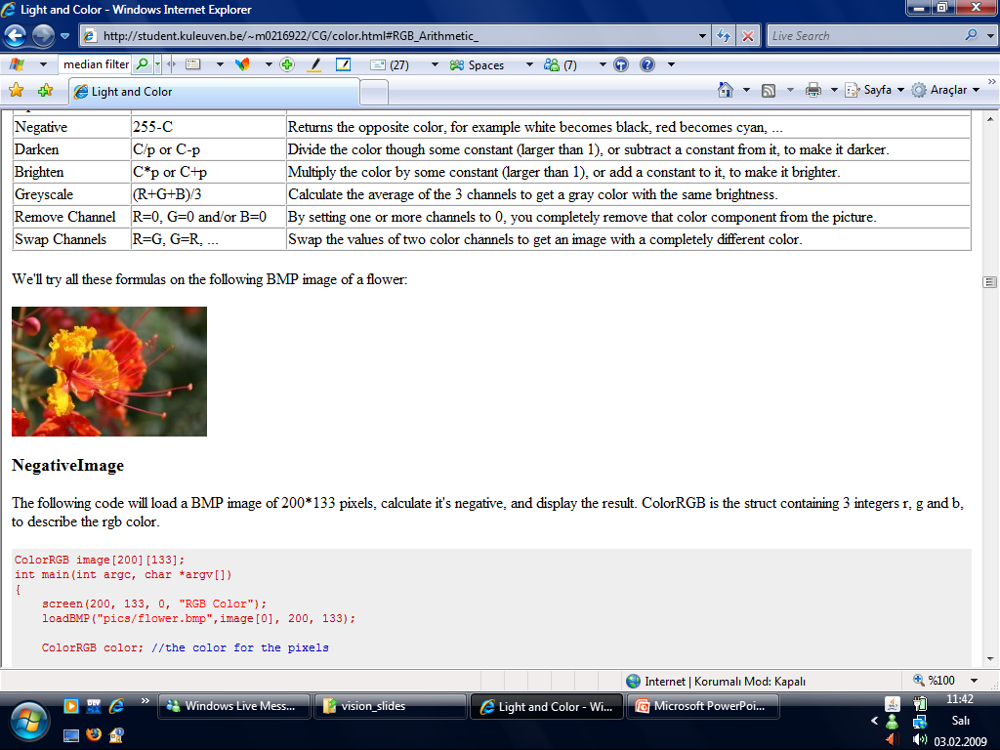 Light and Color - Windows Internet Explorer
http://student.kuleuven.be/~m0216922/CG/color.html#RGB_Arithmetic_
Live Search
median filter
(27)
Spaces
(7)
Light and Color
Sayfa
Araçlar
Negative 255-C Returns the opposite color, for example white becomes black, red becomes cyan, ...
Darken C/p or C-p Divide the color though some constant (larger than 1), or subtract a constant from it, to make it darker.
Brighten C*p or C+p Multiply the color by some constant (larger than 1), or add a constant to it, to make it brighter.
Greyscale (R+G+B)/3 Calculate the average of the 3 channels to get a gray color with the same brightness.
Remove Channel R=0, G=0 and/or B=0 By setting one or more channels to 0, you completely remove that color component from the picture.
Swap Channels R=G, G=R, ... Swap the values of two color channels to get an image with a completely different color.
We'll try all these formulas on the following BMP image of a flower:
NegativeImage
The following code will load a BMP image of 200*133 pixels, calculate it's negative, and display the result. ColorRGB is the struct containing 3 integers r, g and b,
to describe the rgb color.
ColorRGB image[200][133];
int main(int argc, char *argv[])
{
screen(200, 133, 0, "RGB Color");
loadBMP("pics/flower.bmp",image[0], 200, 133);
ColorRGB color; //the color for the pixels
Internet | Korumalı Mod: Kapalı
%100
Windows Live Mess...
vision_slides
Light and Color - Wi...
Microsoft PowerPoi...
11:42
Salı
03.02.2009